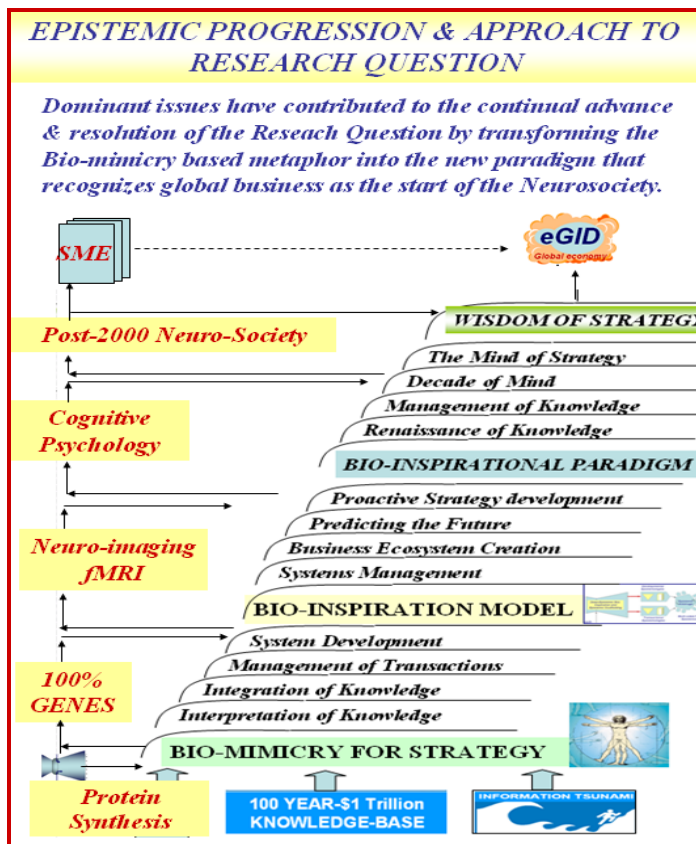 EPISTEMIC PROGRESSION & APPROACH TO
RESEARCH QUESTION
Dominant issues have contributed to the continual advance
& resolution of the Reseach Question by transforming the
Bio-mimicry based metaphor into the new paradigm that
recognizes global business as the start of the Neurosociety.
SME
eGID
Global economy
WISDOM OF STRATEGY
Post-2000 Neuro-Society
The Mind of Strategy
Decade of Mind
Management of Knowledge
Renaissance of Knowledge
Cognitive
Psychology
BIO-INSPIRATIONAL PARADIGM
Proactive Strategy development
Predicting the Future
Business Ecosystem Creation
Systems Management
Neuro-imaging
fMRI
BIO-INSPIRATION MODEL
System Development
Management of Transactions
Integration of Knowledge
Interpretation of Knowledge
100%
GENES
BIO-MIMICRY FOR STRATEGY
Protein
Synthesis
100 YEAR-$1 Trillion
KNOWLEDGE-BASE
INFORMATION TSUNAMI